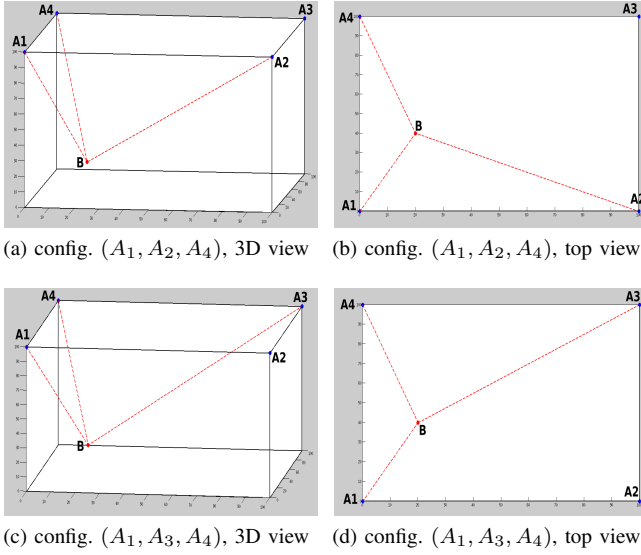 A4 A3 A4 A3
A1
A2
B B
A1 A2
(a) config. (A₁, A₂, A₄), 3D view (b) config. (A₁, A₂, A₄), top view
A4 A3 A4 A3
A1
A2
B B
A1 A2
(c) config. (A₁, A₃, A₄), 3D view (d) config. (A₁, A₃, A₄), top view